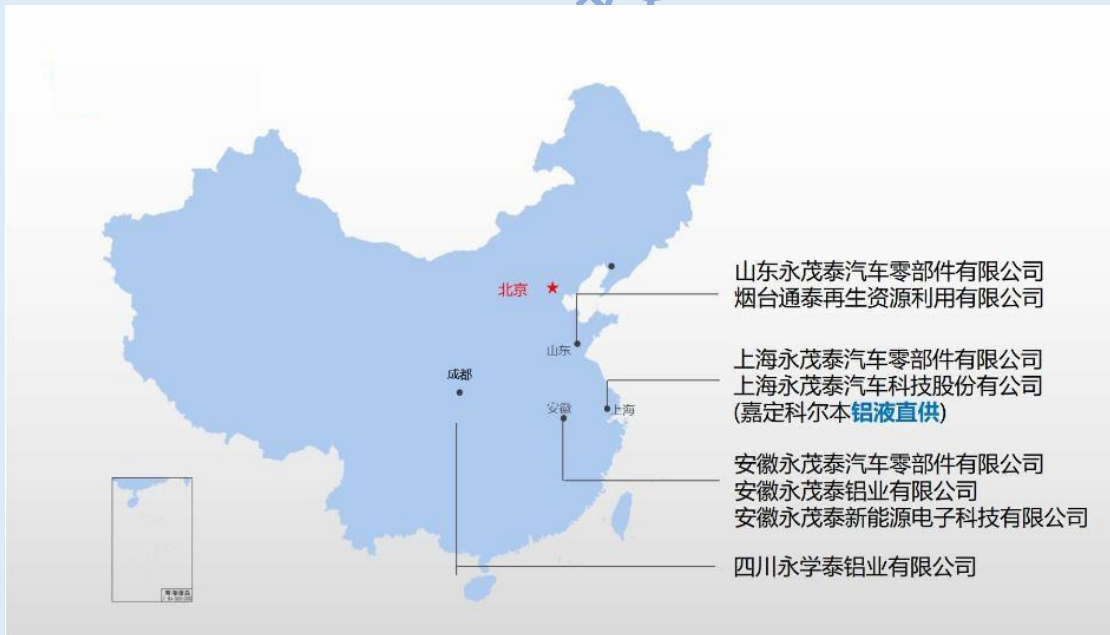 北京
山东
成都
安徽
上海
山东永茂泰汽车零部件有限公司
烟台通泰再生资源利用有限公司
上海永茂泰汽车零部件有限公司
上海永茂泰汽车科技股份有公司
(嘉定科尔本铝液直供)
安徽永茂泰汽车零部件有限公司
安徽永茂泰铝业有限公司
安徽永茂泰新能源电子科技有限公司
四川永学泰铝业有限公司